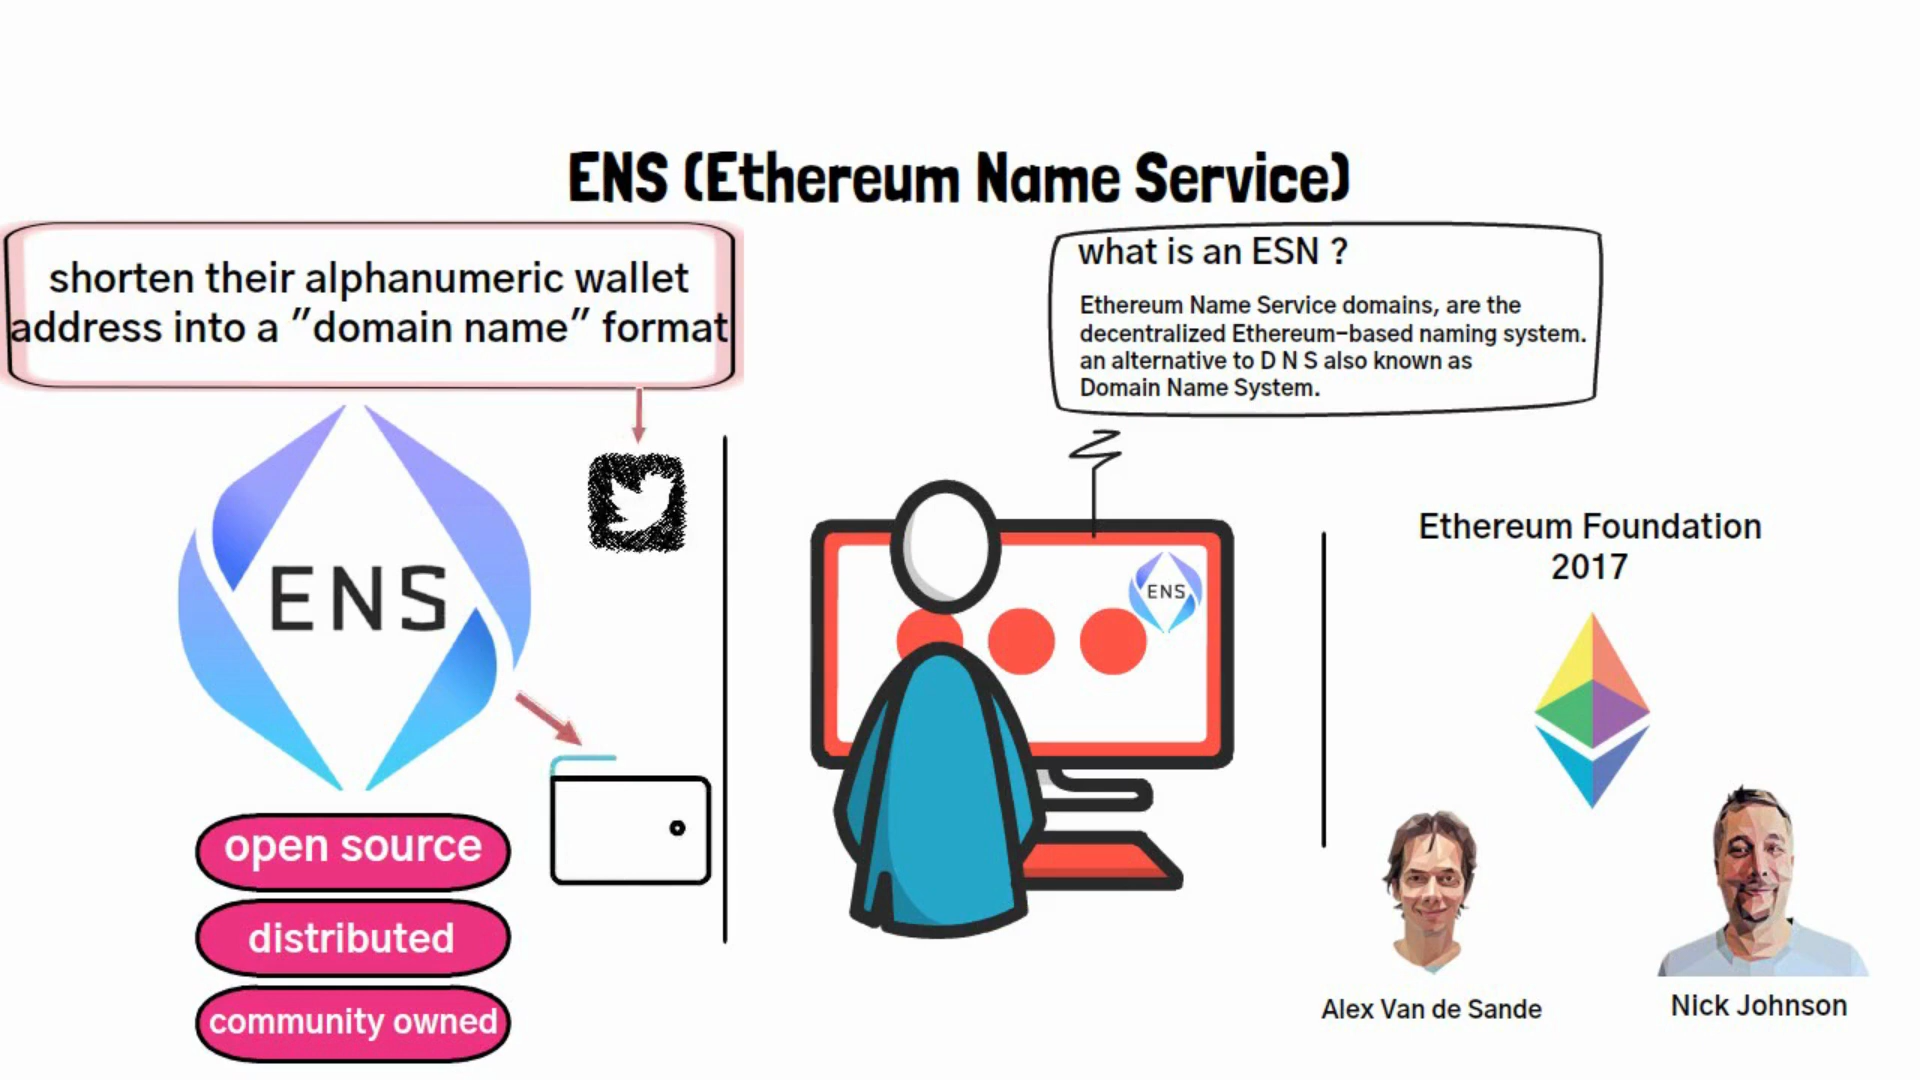 ENS (Ethereum Name Service)
shorten their alphanumeric wallet
address into a "domain name" format
ENS
open source
distributed
community owned
what is an ESN ?
Ethereum Name Service domains, are the
decentralized Ethereum-based naming system.
an alternative to D N S also known as
Domain Name System.
ENS
Ethereum Foundation
2017
Alex Van de Sande
Nick Johnson